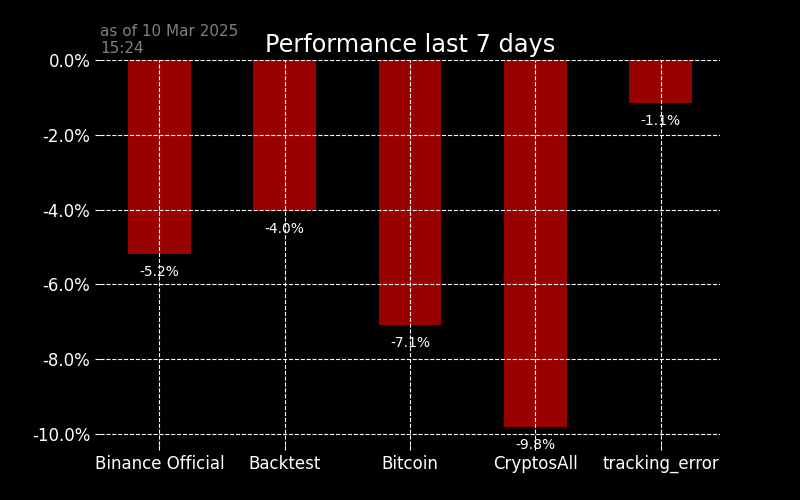 as of 10 Mar 2025
15:24
Performance last 7 days
0.0%
-2.0%
-4.0%
-6.0%
-8.0%
-10.0%
-5.2%
-4.0%
-7.1%
-9.8%
-1.1%
Binance Official
Backtest
Bitcoin
CryptosAll
tracking_error